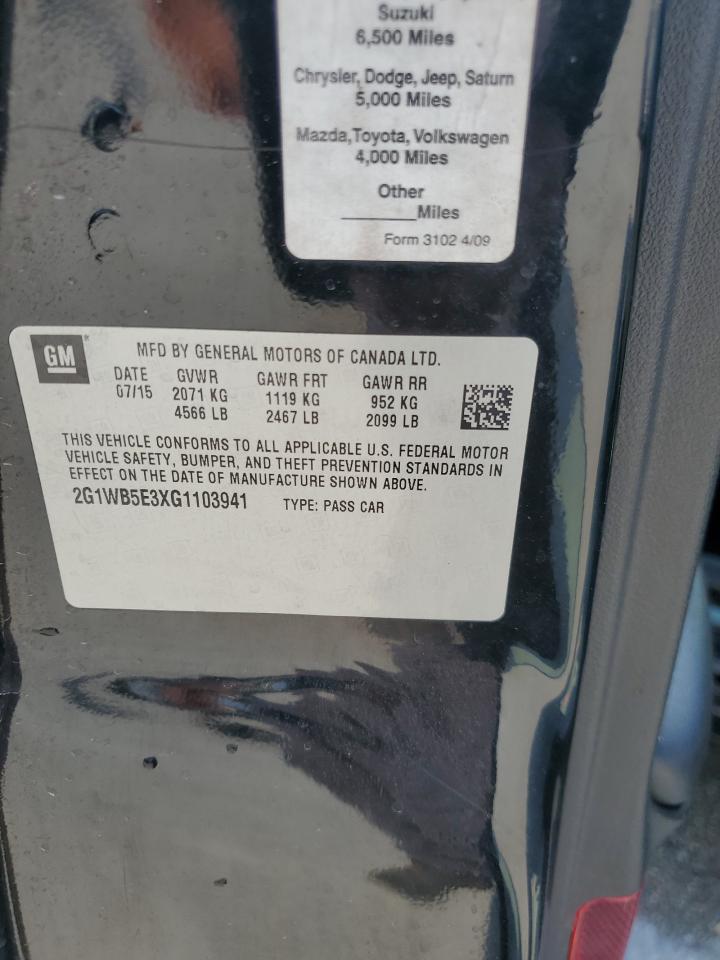 Suzuki
6,500 Miles
Chrysler, Dodge, Jeep, Saturn
5,000 Miles
Mazda,Toyota, Volkswagen
4,000 Miles
Other
_______Miles
Form 3102 4/09
GM
MFD BY GENERAL MOTORS OF CANADA LTD.
DATE GVWR GAWR FRT GAWR RR
07/15 2071 KG 1119 KG 952 KG
4566 LB 2467 LB 2099 LB
THIS VEHICLE CONFORMS TO ALL APPLICABLE U.S. FEDERAL MOTOR
VEHICLE SAFETY, BUMPER, AND THEFT PREVENTION STANDARDS IN
EFFECT ON THE DATE OF MANUFACTURE SHOWN ABOVE.
2G1WB5E3XG1103941 TYPE: PASS CAR